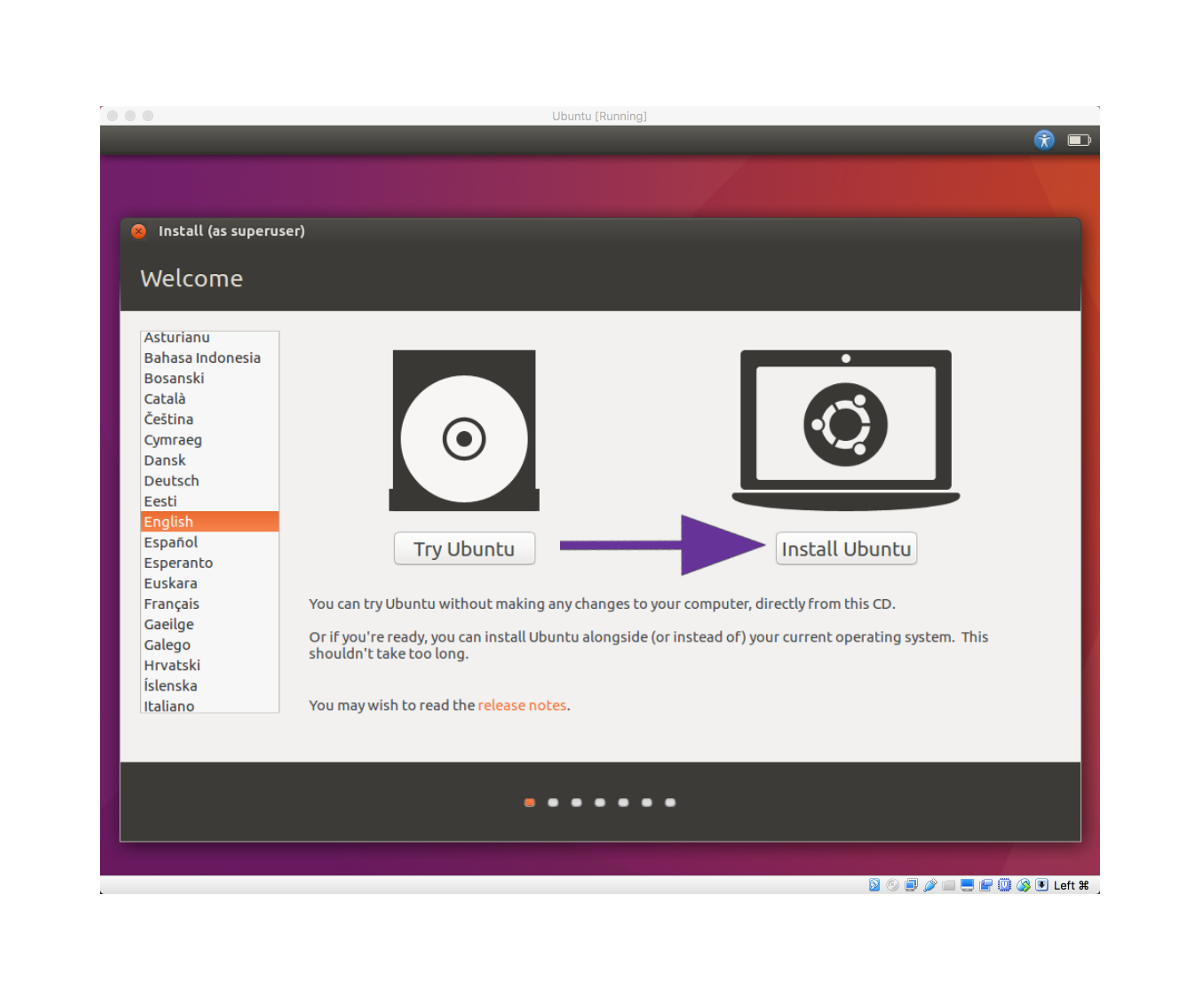 Ubuntu [Running]
Install (as superuser)
Welcome
Asturianu
Bahasa Indonesia
Bosanski
Català
Čeština
Cymraeg
Dansk
Deutsch
Eesti
English
Español
Esperanto
Euskara
Français
Gaeilge
Galego
Hrvatski
Íslenska
Italiano
Try Ubuntu
Install Ubuntu
You can try Ubuntu without making any changes to your computer, directly from this CD.
Or if you're ready, you can install Ubuntu alongside (or instead of) your current operating system. This
shouldn't take too long.
You may wish to read the release notes.
Left ⌘